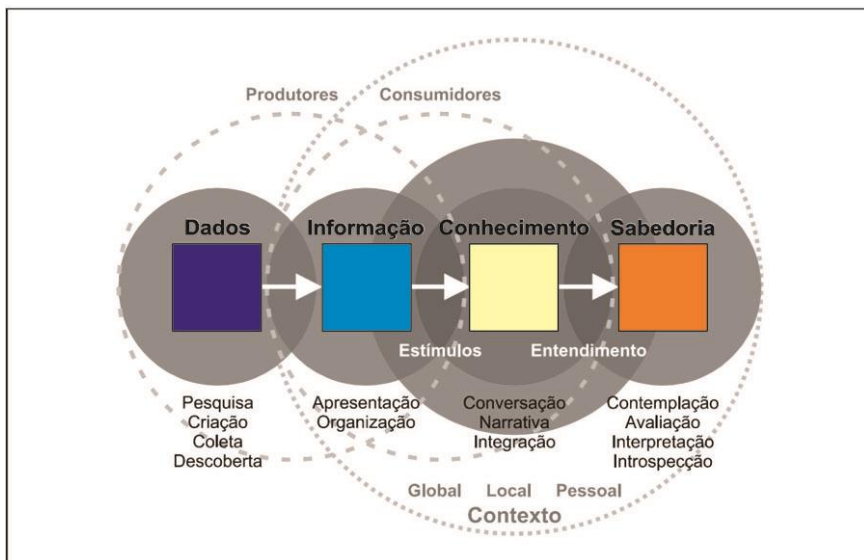 Produtores Consumidores
Dados Informação Conhecimento Sabedoria
Estímulos Entendimento
Pesquisa
Criação
Coleta
Descoberta
Apresentação
Organização
Conversação
Narrativa
Integração
Contemplação
Avaliação
Interpretação
Introspecção
Global Local Pessoal
Contexto